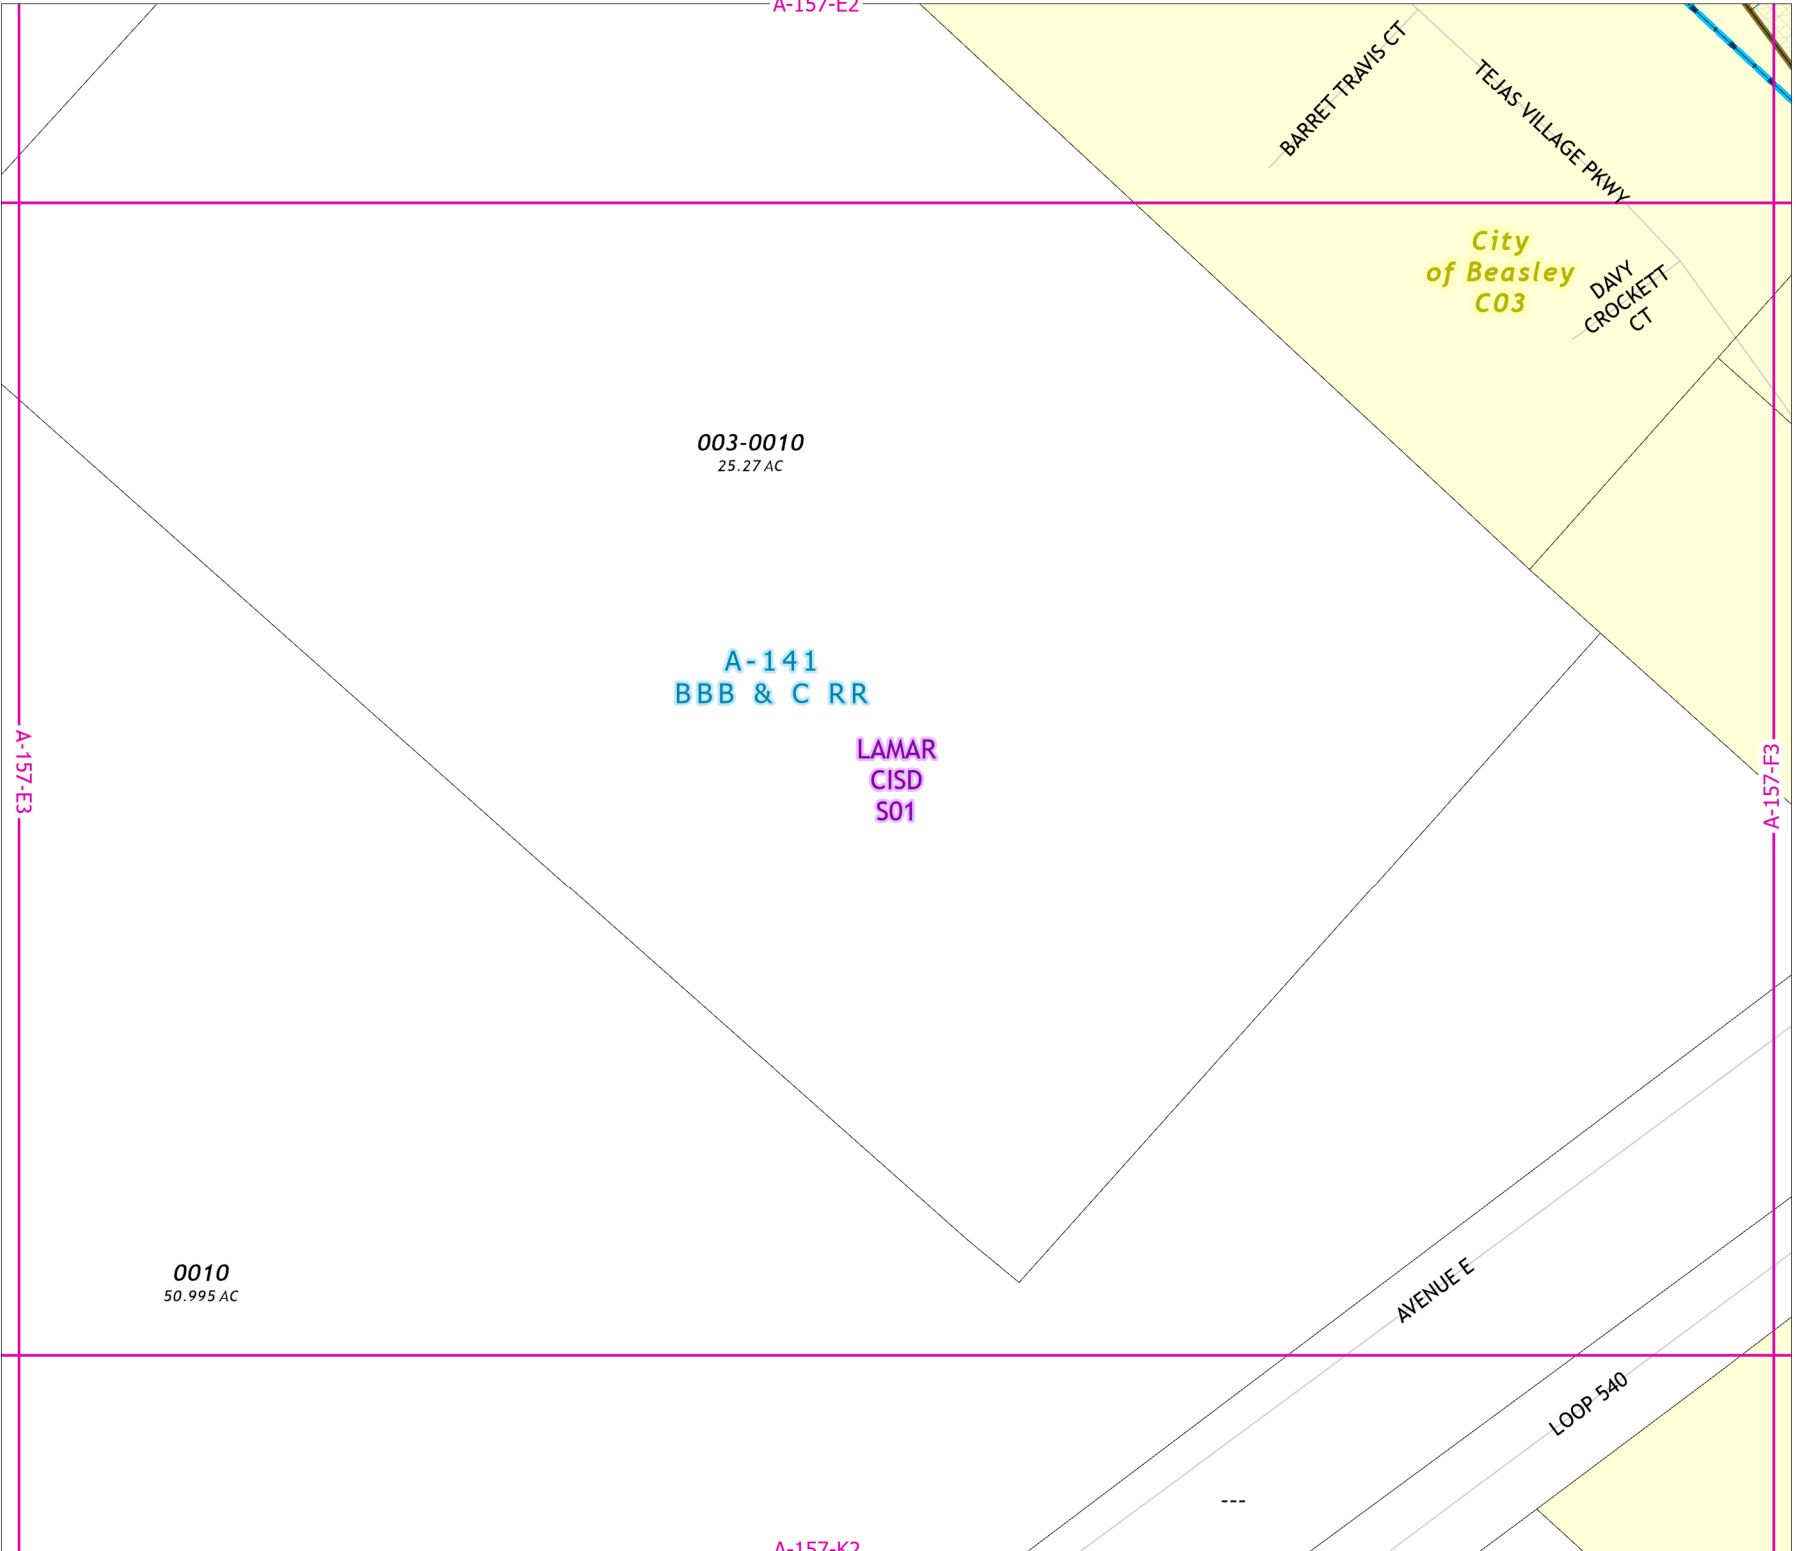 A-157-E2
BARRET TRAVIS CT
TEJAS VILLAGE PKWY
City
of Beasley
C03
DAVY
CROCKETT
CT
003-0010
25.27 AC
A-141
BBB & C RR
LAMAR
CISD
S01
A-157-E3
A-157-F3
0010
50.995 AC
AVENUE E
LOOP 540
---
A-157-K2